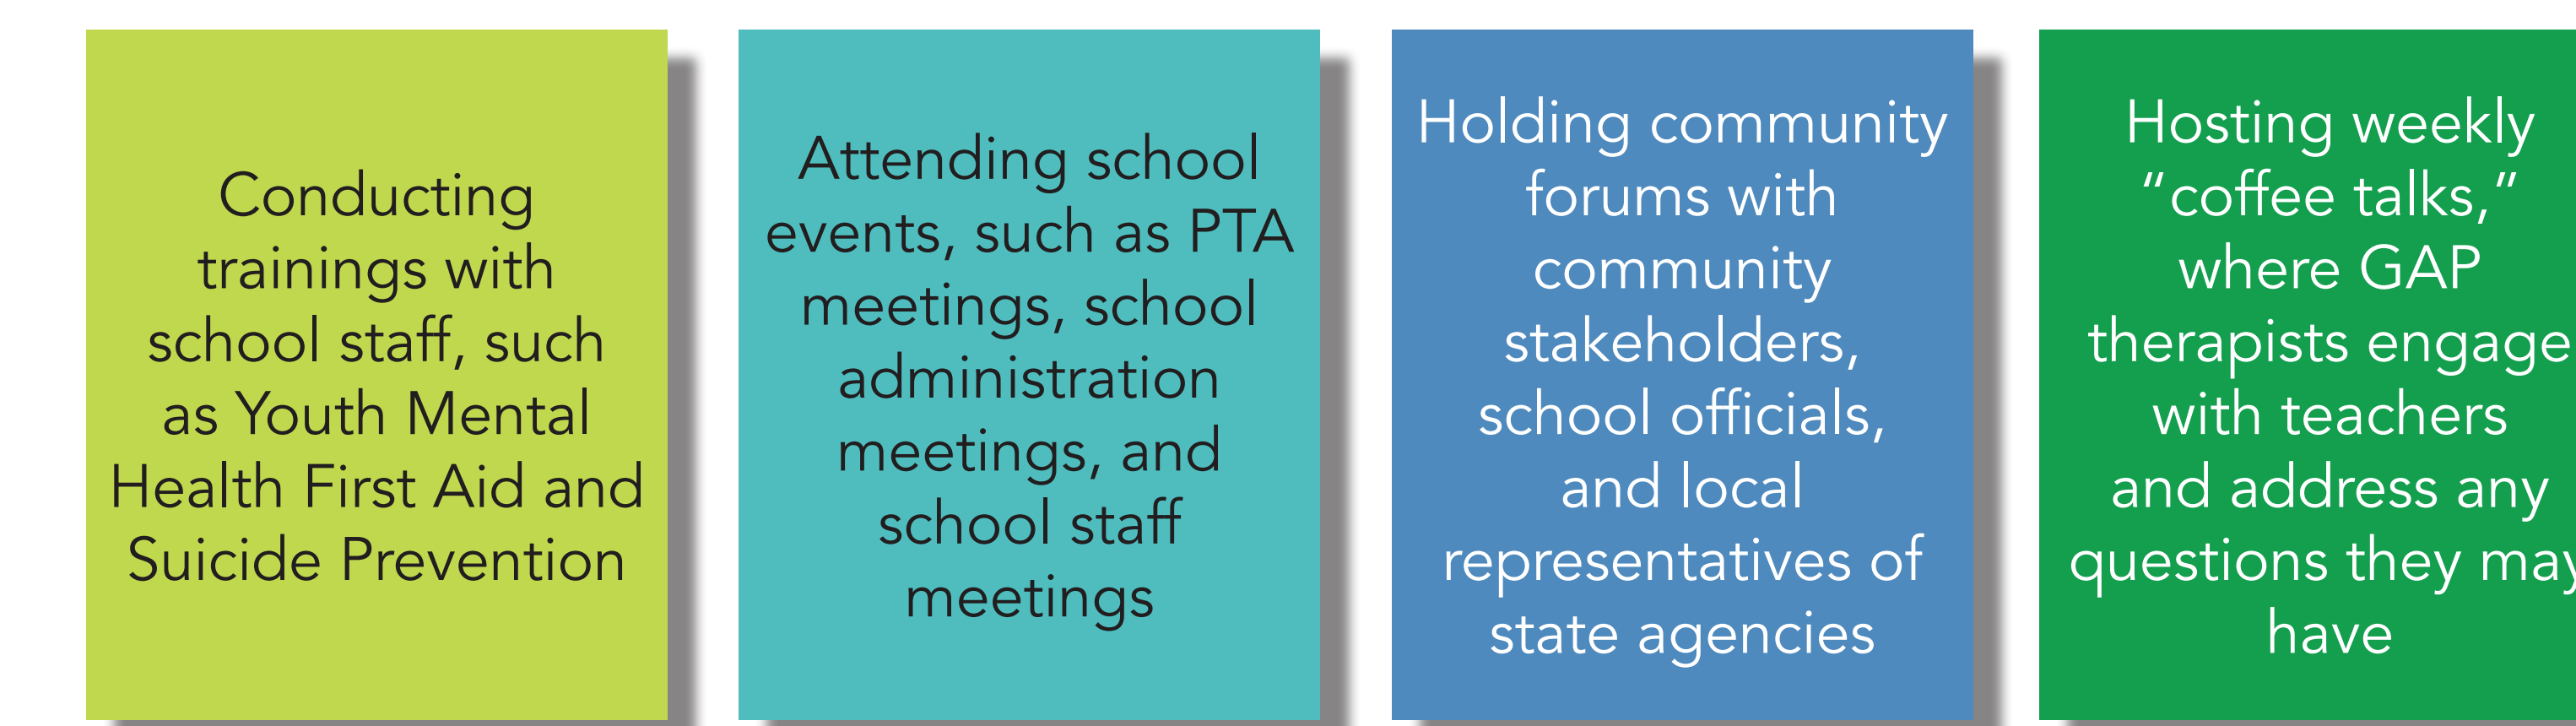 Conducting
trainings with
school staff, such
as Youth Mental
Health First Aid and
Suicide Prevention
Attending school
events, such as PTA
meetings, school
administration
meetings, and
school staff
meetings
Holding community
forums with
community
stakeholders,
school officials,
and local
representatives of
state agencies
Hosting weekly
“coffee talks,”
where GAP
therapists engage
with teachers
and address any
questions they may
have